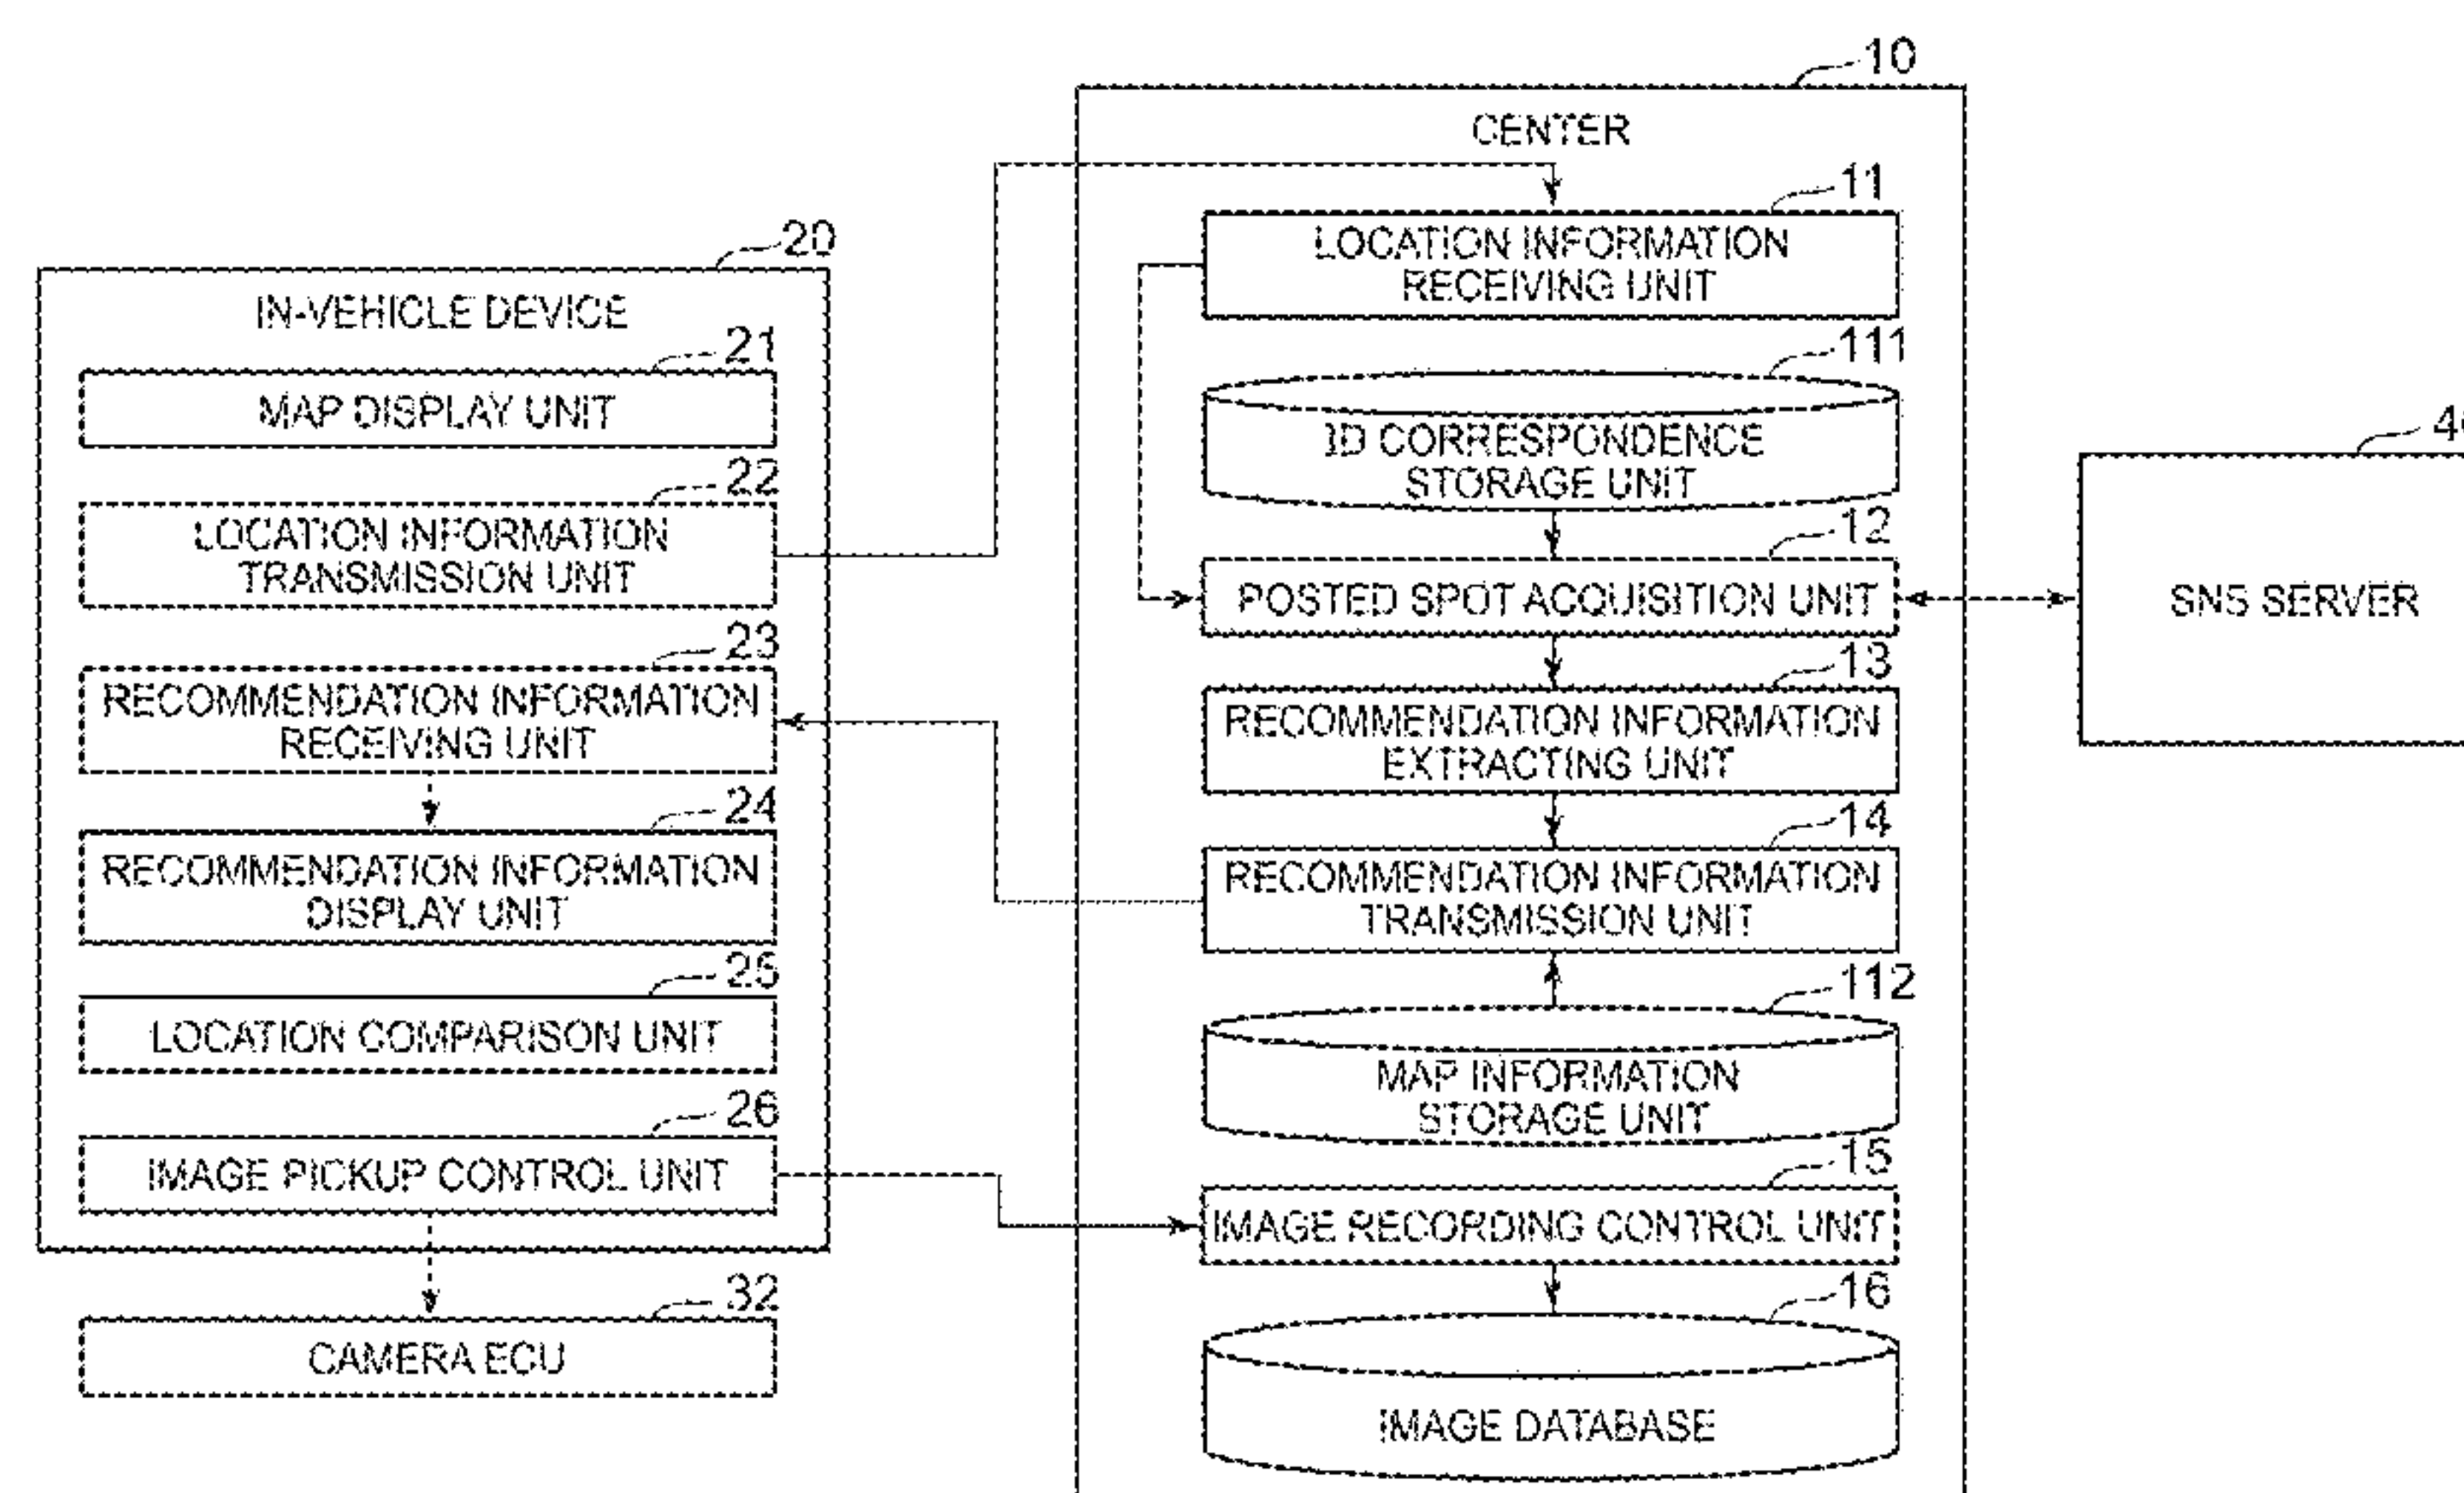 10
CENTER
11
LOCATION INFORMATION
RECEIVING UNIT
111
ID CORRESPONDENCE
STORAGE UNIT
12
POSTED SPOT ACQUISITION UNIT
13
RECOMMENDATION INFORMATION
EXTRACTING UNIT
14
RECOMMENDATION INFORMATION
TRANSMISSION UNIT
112
MAP INFORMATION
STORAGE UNIT
15
IMAGE RECORDING CONTROL UNIT
16
IMAGE DATABASE
20
IN-VEHICLE DEVICE
21
MAP DISPLAY UNIT
22
LOCATION INFORMATION
TRANSMISSION UNIT
23
RECOMMENDATION INFORMATION
RECEIVING UNIT
24
RECOMMENDATION INFORMATION
DISPLAY UNIT
25
LOCATION COMPARISON UNIT
26
IMAGE PICKUP CONTROL UNIT
32
CAMERA ECU
SNS SERVER